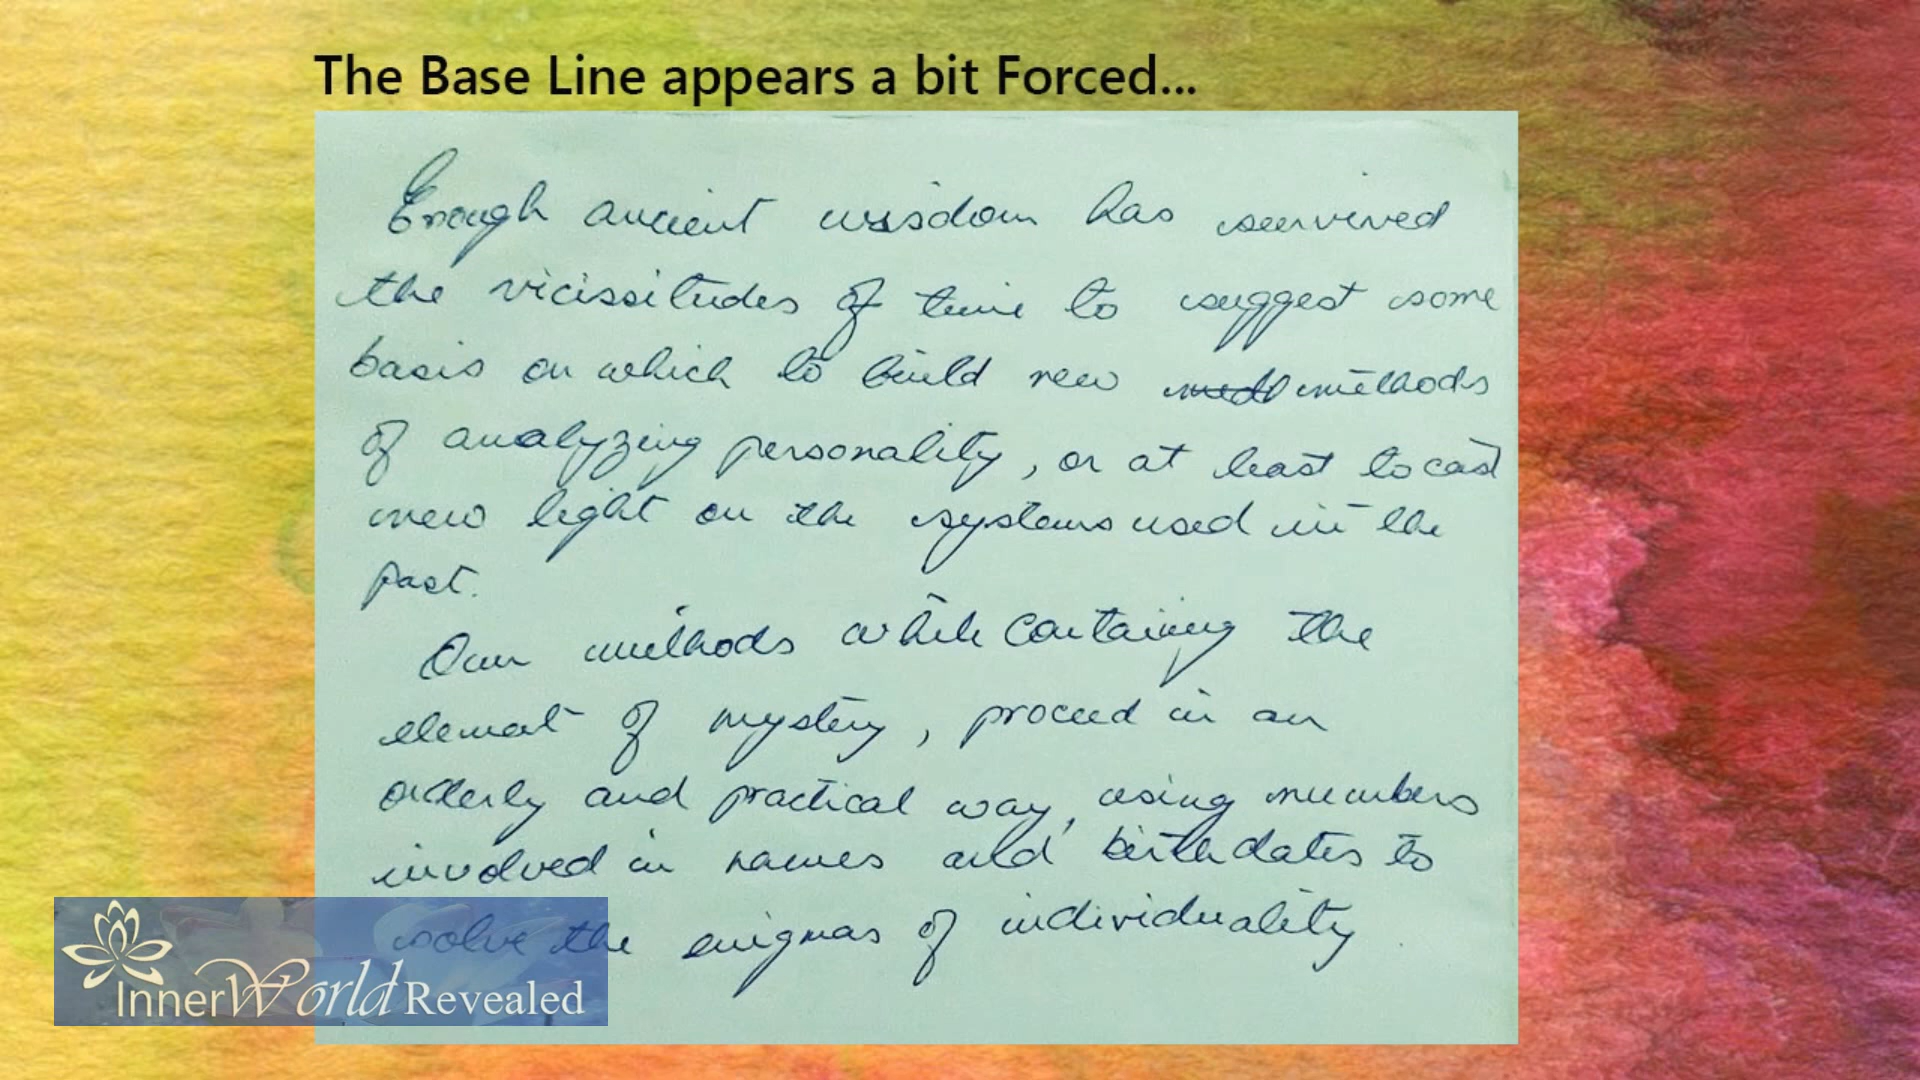 The Base Line appears a bit Forced...
Enough ancient wisdom has survived
the vicissitudes of time to suggest some
basis on which to build new meth methods
of analyzing personality, or at least to cast
new light on the systems used in the
past.
Our methods while containing the
element of mystery, proceed in an
orderly and practical way, using numbers
involved in names and birthdates to
solve the enigmas of individuality.
InnerWorld Revealed